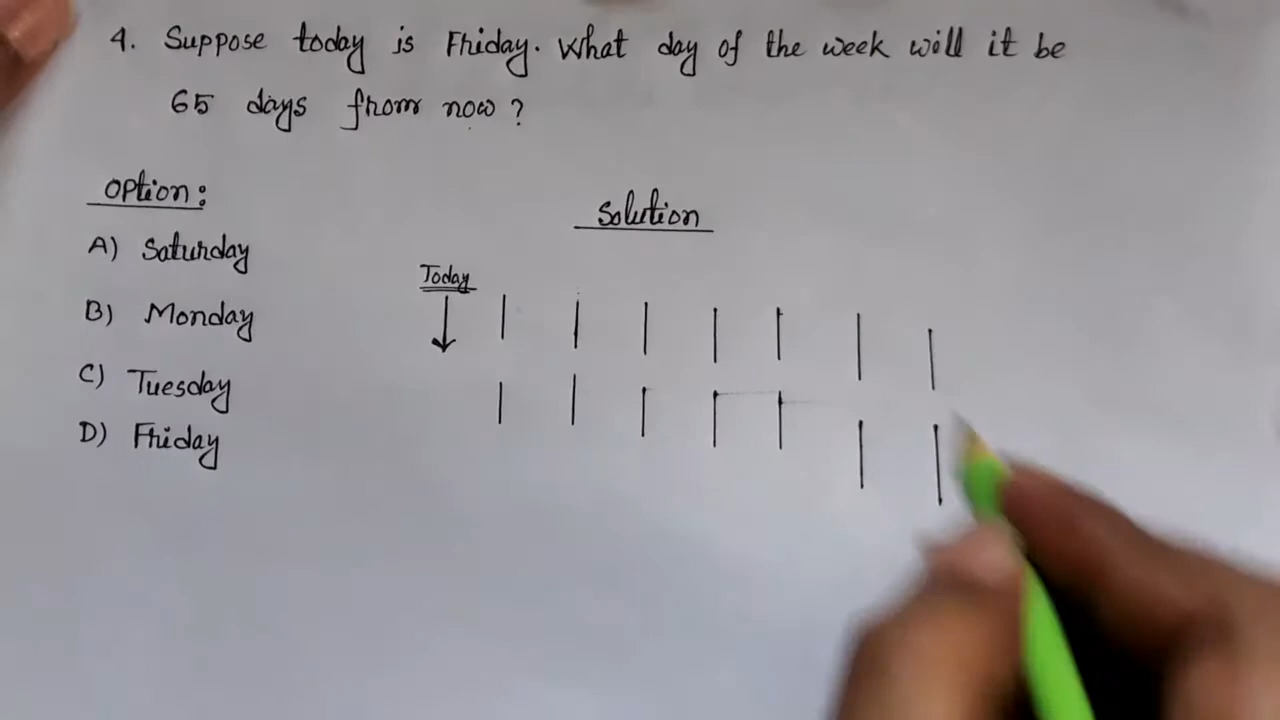 4. Suppose today is Friday. What day of the week will it be
65 days from now?
Option:
A) Saturday
B) Monday
C) Tuesday
D) Friday
Solution
Today